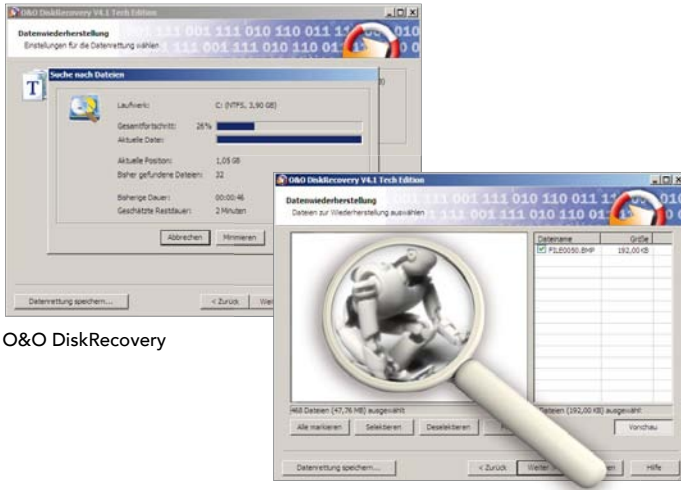 O&O DiskRecovery V4.1 Tech Edition
Datenwiederherstellung
Einstellungen für die Datenrettung wählen
Suche nach Dateien
Laufwerk: C: (NTFS, 3,90 GB)
Gesamtfortschritt: 26%
Aktuelle Datei:
Aktuelle Position: 1,05 GB
Bisher gefundene Dateien: 32
Bisherige Dauer: 00:00:46
Geschätzte Restdauer: 2 Minuten
Abbrechen Minimieren
Datenrettung speichern... < Zurück
O&O DiskRecovery
O&O DiskRecovery V4.1 Tech Edition
Datenwiederherstellung
Dateien zur Wiederherstellung auswählen
Dateiname Größe
FILE0050.BMP 192,00 KB
468 Dateien (47,76 MB) ausgewählt
Dateien (192,00 KB) ausgewählt
Alle markieren Selektieren Deselektieren Vorschau
Datenrettung speichern... < Zurück Weiter > Hilfe